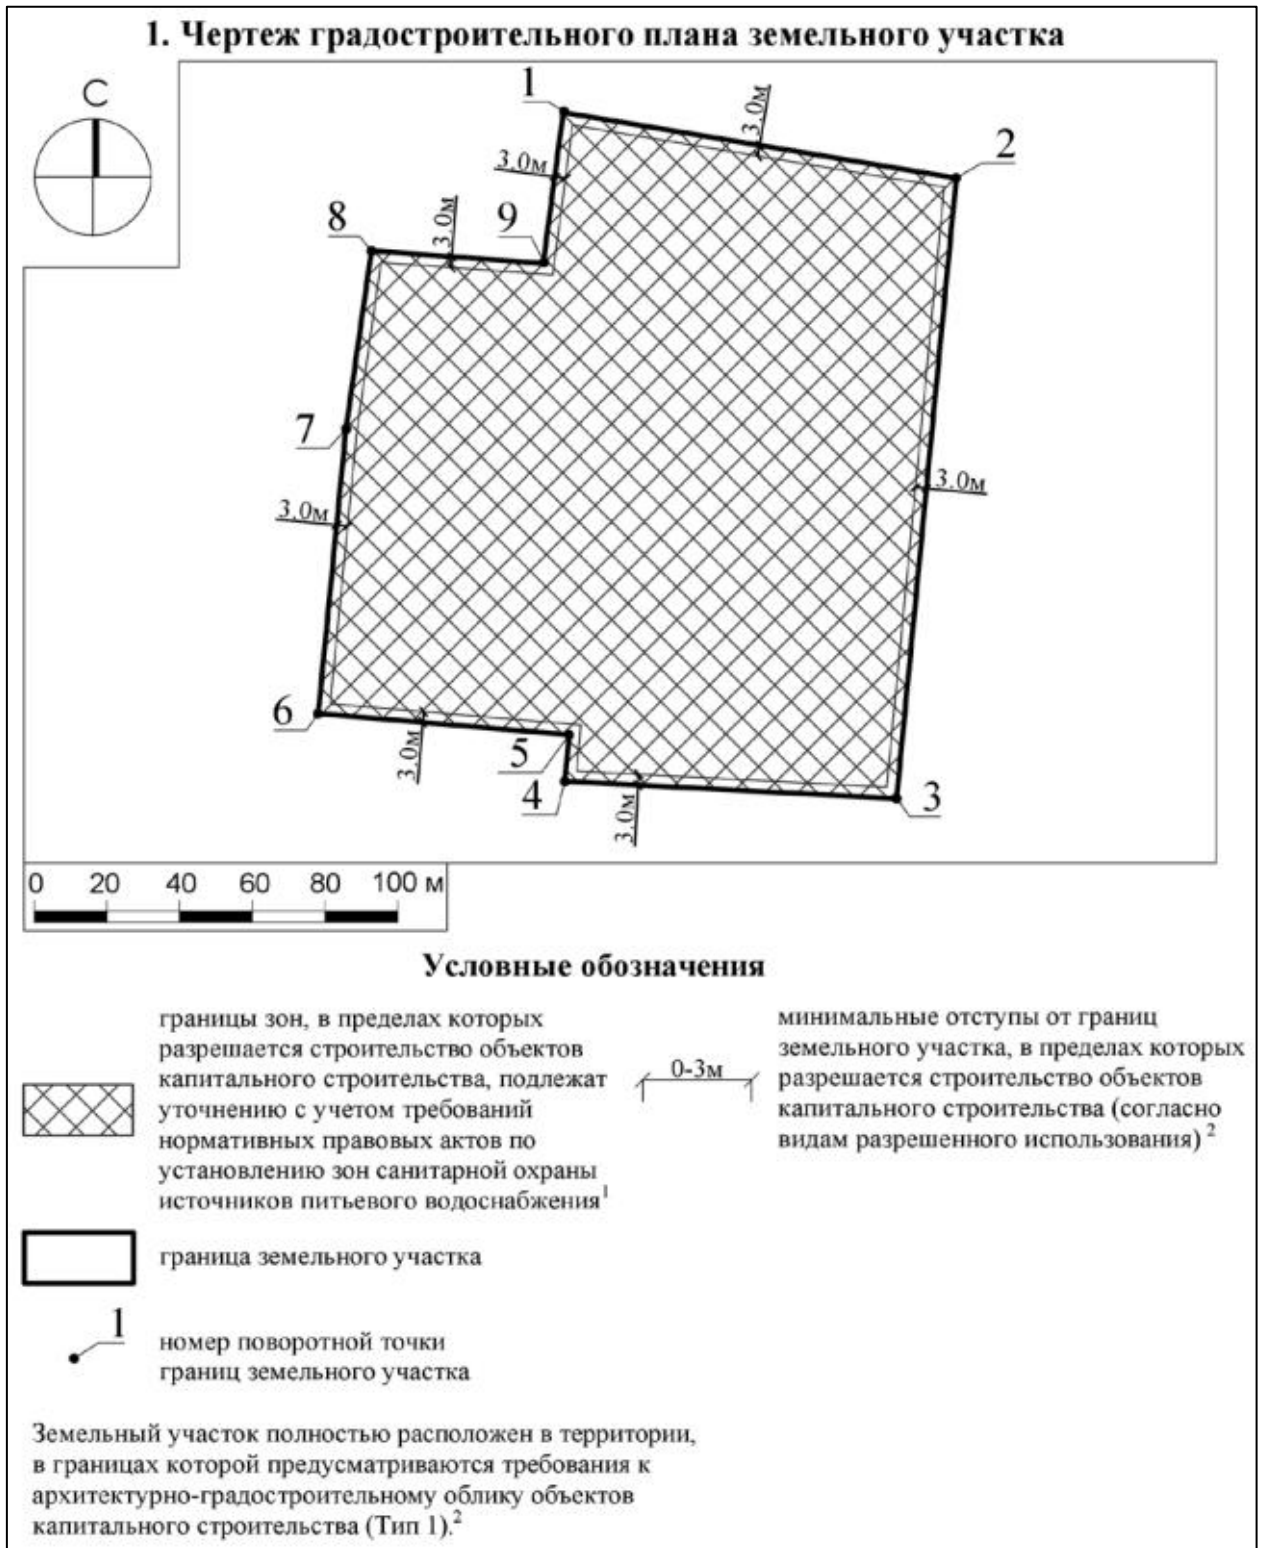 1. Чертеж градостроительного плана земельного участка
С
1
3.0м
2
3.0м
8
3.0м
9
7
3.0м
3.0м
6
3.0м
5
4
3.0м
3
0 20 40 60 80 100 м
Условные обозначения
границы зон, в пределах которых
разрешается строительство объектов
капитального строительства, подлежат
уточнению с учетом требований
нормативных правовых актов по
установлению зон санитарной охраны
источников питьевого водоснабжения¹
0-3м
минимальные отступы от границ
земельного участка, в пределах которых
разрешается строительство объектов
капитального строительства (согласно
видам разрешенного использования) ²
граница земельного участка
1
номер поворотной точки
границ земельного участка
Земельный участок полностью расположен в территории,
в границах которой предусматриваются требования к
архитектурно-градостроительному облику объектов
капитального строительства (Тип 1).²